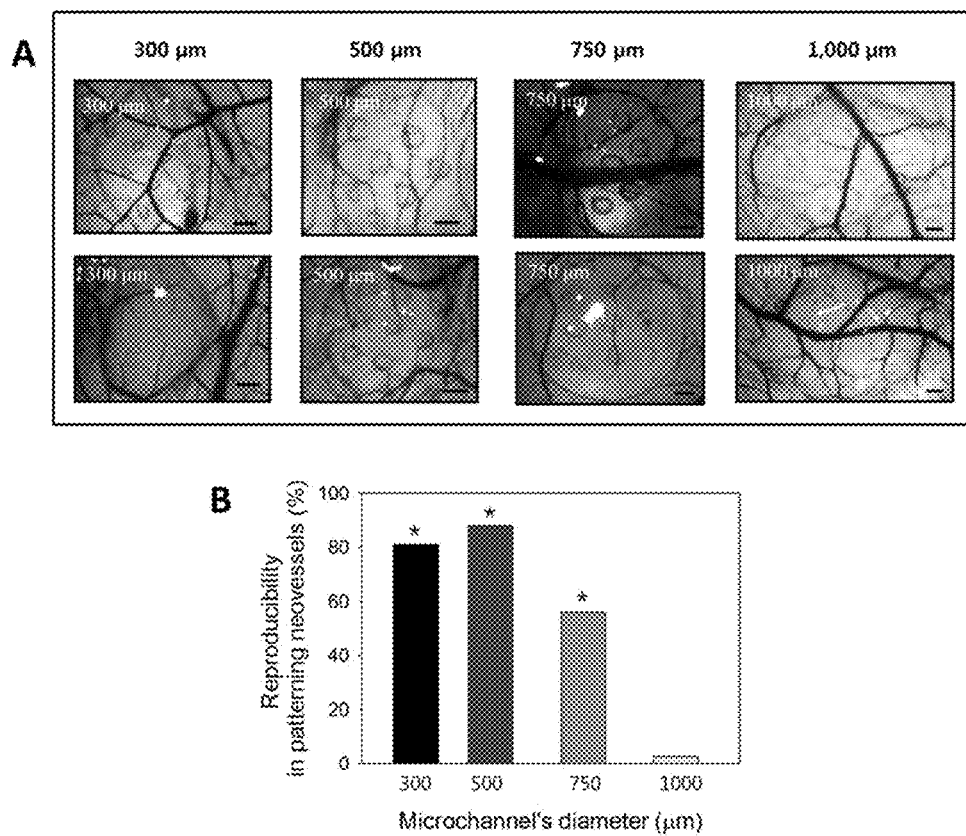 A
300 μm 500 μm 750 μm 1,000 μm
300 μm 500 μm 750 μm 1000 μm
300 μm 500 μm 750 μm 1000 μm
B
Reproducibility
in patterning neovessels (%)
100
80
60
40
20
0
* * *
300 500 750 1000
Microchannel's diameter (μm)